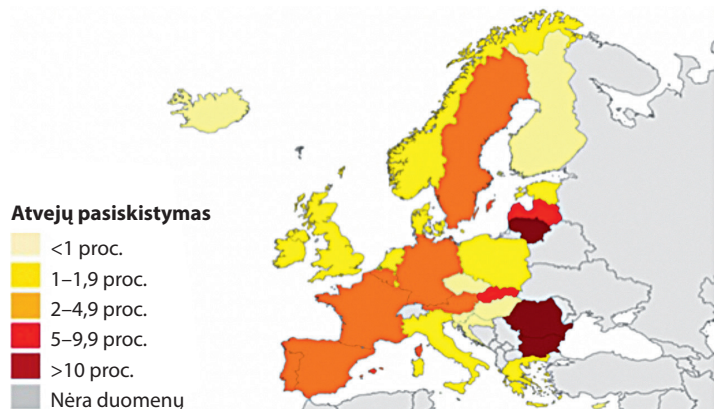 Atvejų pasiskistymas
<1 proc.
1–1,9 proc.
2–4,9 proc.
5–9,9 proc.
>10 proc.
Nėra duomenų